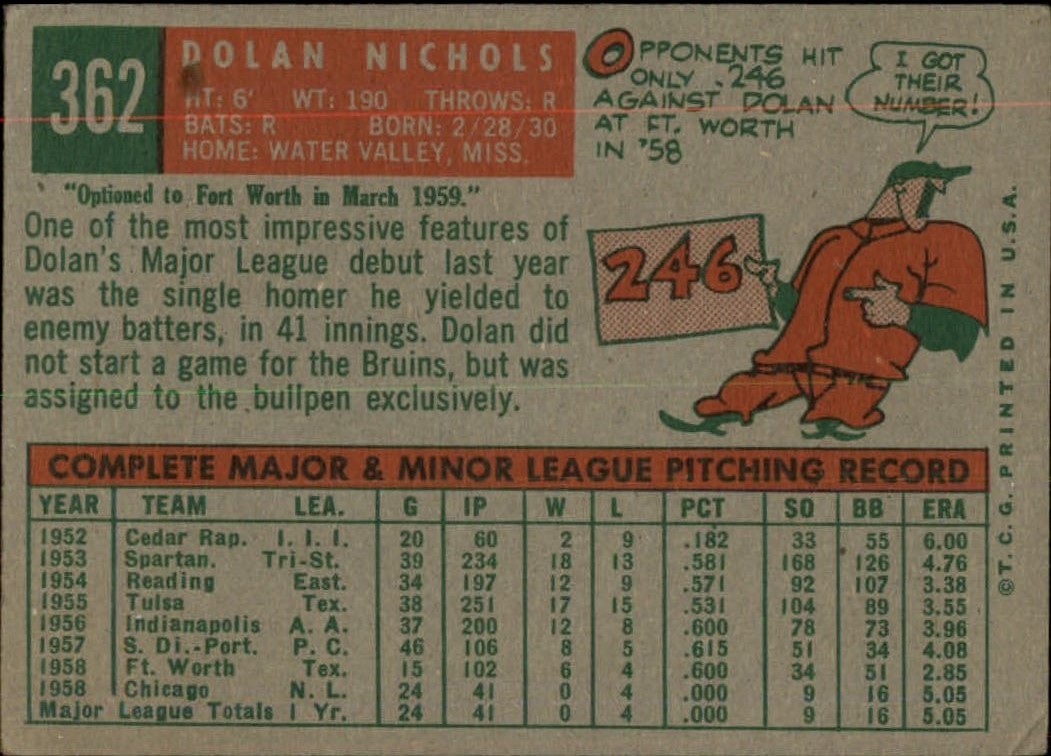 362
DOLAN NICHOLS
HT: 6' WT: 190 THROWS: R
BATS: R BORN: 2/28/30
HOME: WATER VALLEY, MISS.
"Optioned to Fort Worth in March 1959."
One of the most impressive features of
Dolan's Major League debut last year
was the single homer he yielded to
enemy batters, in 41 innings. Dolan did
not start a game for the Bruins, but was
assigned to the bullpen exclusively.
OPPONENTS HIT
ONLY .246
AGAINST DOLAN
AT FT. WORTH
IN '58
I GOT
THEIR
NUMBER!
246
COMPLETE MAJOR & MINOR LEAGUE PITCHING RECORD
YEAR TEAM LEA. G IP W L PCT SO BB ERA
1952 Cedar Rap. I. I. I. 20 60 2 9 .182 33 55 6.00
1953 Spartan. Tri-St. 39 234 18 13 .581 168 126 4.76
1954 Reading East. 34 197 12 9 .571 92 107 3.38
1955 Tulsa Tex. 38 251 17 15 .531 104 89 3.55
1956 Indianapolis A. A. 37 200 12 8 .600 78 73 3.96
1957 S. Di.-Port. P. C. 46 106 8 5 .615 51 34 4.08
1958 Ft. Worth Tex. 15 102 6 4 .600 34 51 2.85
1958 Chicago N. L. 24 41 0 4 .000 9 16 5.05
Major League Totals 1 Yr. 24 41 0 4 .000 9 16 5.05
©T. C. G. PRINTED IN U.S.A.